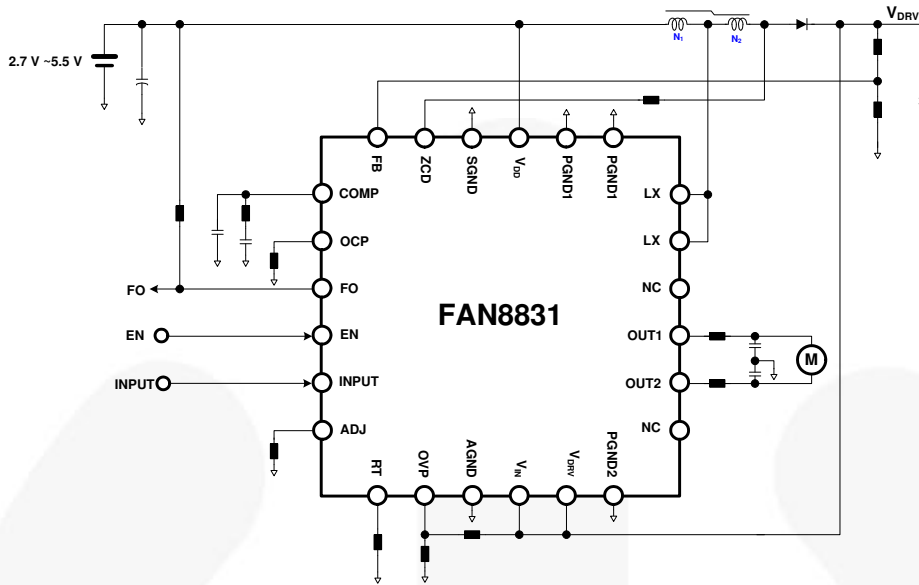 V_DRV
N₁ N₂
2.7 V ~5.5 V
FB ZCD SGND V_DD PGND1 PGND1
COMP LX
OCP LX
FO FO NC
FAN8831
EN EN OUT1
M
INPUT INPUT OUT2
ADJ NC
RT OVP AGND V_IN V_DRV PGND2